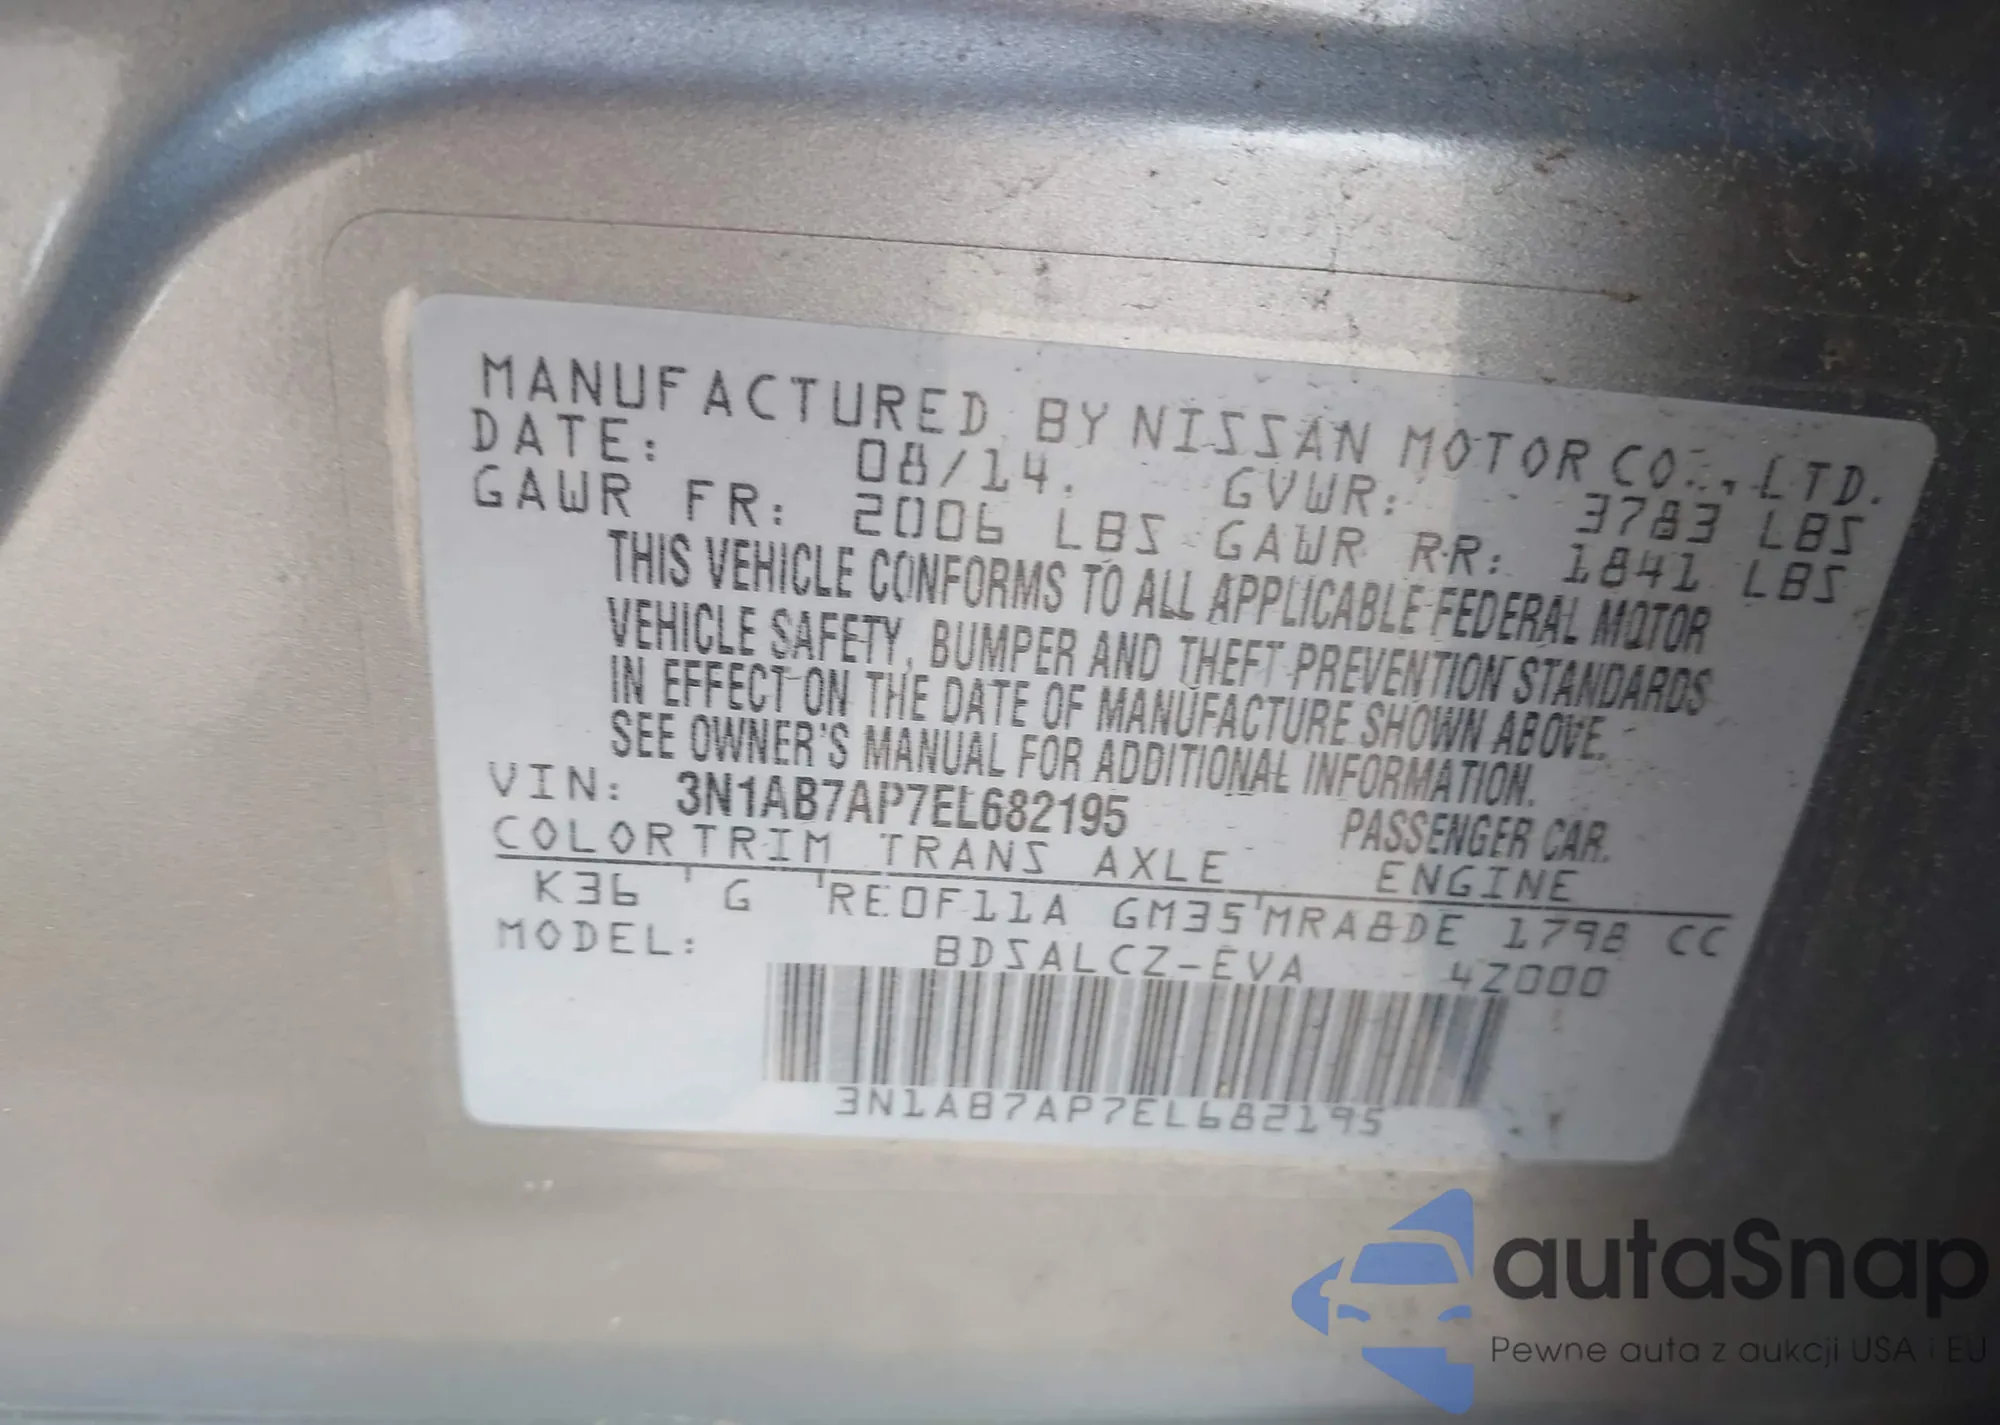 MANUFACTURED BY NISSAN MOTOR CO., LTD.
DATE: 08/14. GVWR: 3783 LBS
GAWR FR: 2006 LBS GAWR RR: 1841 LBS
THIS VEHICLE CONFORMS TO ALL APPLICABLE FEDERAL MOTOR
VEHICLE SAFETY, BUMPER AND THEFT PREVENTION STANDARDS
IN EFFECT ON THE DATE OF MANUFACTURE SHOWN ABOVE.
SEE OWNER'S MANUAL FOR ADDITIONAL INFORMATION.
VIN: 3N1AB7AP7EL682195 PASSENGER CAR.
COLOR TRIM TRANS AXLE ENGINE
K36 G RE0F11A GM35 MRA8DE 1798 CC
MODEL: BDSALCZ-EVA 4Z000
3N1AB7AP7EL682195
autaSnap
Pewne auta z aukcji USA i EU